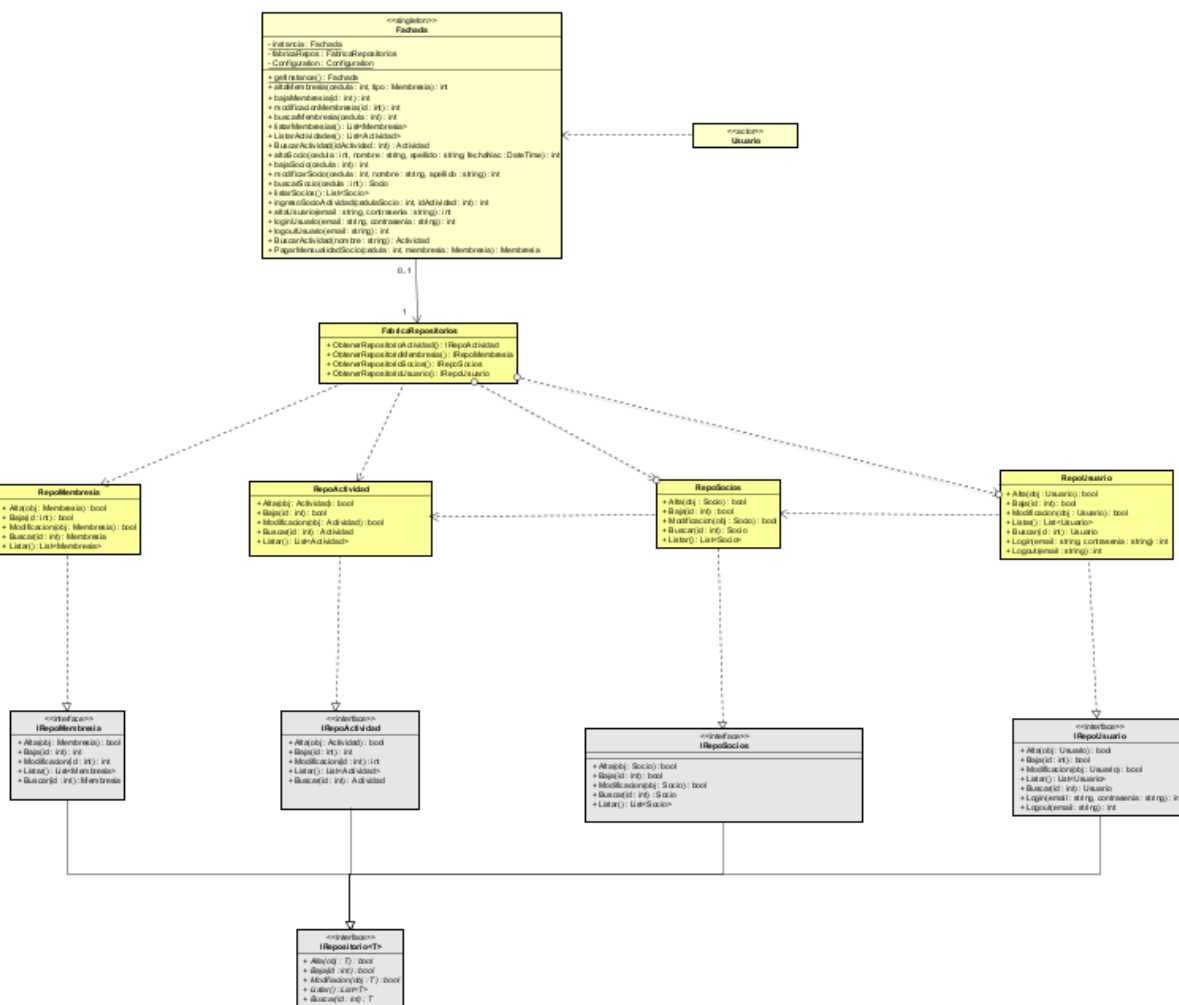 <<singleton>>
Fachada
- instancia : Fachada
- fabricaRepos : FabricaRepositorios
- Configuration : Configuration
+ getInstance() : Fachada
+ altaMembresia(cedula : int, tipo : Membresia) : int
+ bajaMembresia(id : int) : int
+ modificacionMembresia(id : int) : int
+ buscarMembresia(cedula : int) : int
+ listarMembresias() : List<Membresia>
+ ListarActividades() : List<Actividad>
+ BuscarActividad(idActividad : int) : Actividad
+ altaSocio(cedula : int, nombre : string, apellido : string, fechaNac : DateTime) : int
+ bajaSocio(cedula : int) : int
+ modificarSocio(cedula : int, nombre : string, apellido : string) : int
+ buscarSocio(cedula : int) : Socio
+ listarSocios() : List<Socio>
+ ingresoSocioActividad(cedulaSocio : int, idActividad : int) : int
+ altaUsuario(email : string, contrasenia : string) : int
+ loginUsuario(email : string, contrasenia : string) : int
+ logoutUsuario(email : string) : int
+ BuscarActividad(nombre : string) : Actividad
+ PagarMensualidadSocio(cedula : int, membresia : Membresia) : Membresia
<<actor>>
Usuario
0..1
1
FabricaRepositorios
+ ObtenerRepositorioActividad() : IRepoActividad
+ ObtenerRepositorioMembresia() : IRepoMembresia
+ ObtenerRepositorioSocios() : IRepoSocios
+ ObtenerRepositorioUsuario() : IRepoUsuario
RepoMembresia
+ Alta(obj : Membresia) : bool
+ Baja(id : int) : bool
+ Modificacion(obj : Membresia) : bool
+ Buscar(id : int) : Membresia
+ Listar() : List<Membresia>
RepoActividad
+ Alta(obj : Actividad) : bool
+ Baja(id : int) : bool
+ Modificacion(obj : Actividad) : bool
+ Buscar(id : int) : Actividad
+ Listar() : List<Actividad>
RepoSocios
+ Alta(obj : Socio) : bool
+ Baja(id : int) : bool
+ Modificacion(obj : Socio) : bool
+ Buscar(id : int) : Socio
+ Listar() : List<Socio>
RepoUsuario
+ Alta(obj : Usuario) : bool
+ Baja(id : int) : bool
+ Modificacion(obj : Usuario) : bool
+ Listar() : List<Usuario>
+ Buscar(id : int) : Usuario
+ Login(email : string, contrasenia : string) : int
+ Logout(email : string) : int
<<interface>>
IRepoMembresia
+ Alta(obj : Membresia) : bool
+ Baja(id : int) : int
+ Modificacion(id : int) : int
+ Listar() : List<Membresia>
+ Buscar(id : int) : Membresia
<<interface>>
IRepoActividad
+ Alta(obj : Actividad) : bool
+ Baja(id : int) : int
+ Modificacion(id : int) : int
+ Listar() : List<Actividad>
+ Buscar(id : int) : Actividad
<<interface>>
IRepoSocios
+ Alta(obj : Socio) : bool
+ Baja(id : int) : bool
+ Modificacion(obj : Socio) : bool
+ Buscar(id : int) : Socio
+ Listar() : List<Socio>
<<interface>>
IRepoUsuario
+ Alta(obj : Usuario) : bool
+ Baja(id : int) : bool
+ Modificacion(obj : Usuario) : bool
+ Listar() : List<Usuario>
+ Buscar(id : int) : Usuario
+ Login(email : string, contrasenia : string) :
+ Logout(email : string) : int
<<interface>>
IRepositorio<T>
+ Alta(obj : T) : bool
+ Baja(id : int) : bool
+ Modificacion(obj : T) : bool
+ Listar() : List<T>
+ Buscar(id : int) : T